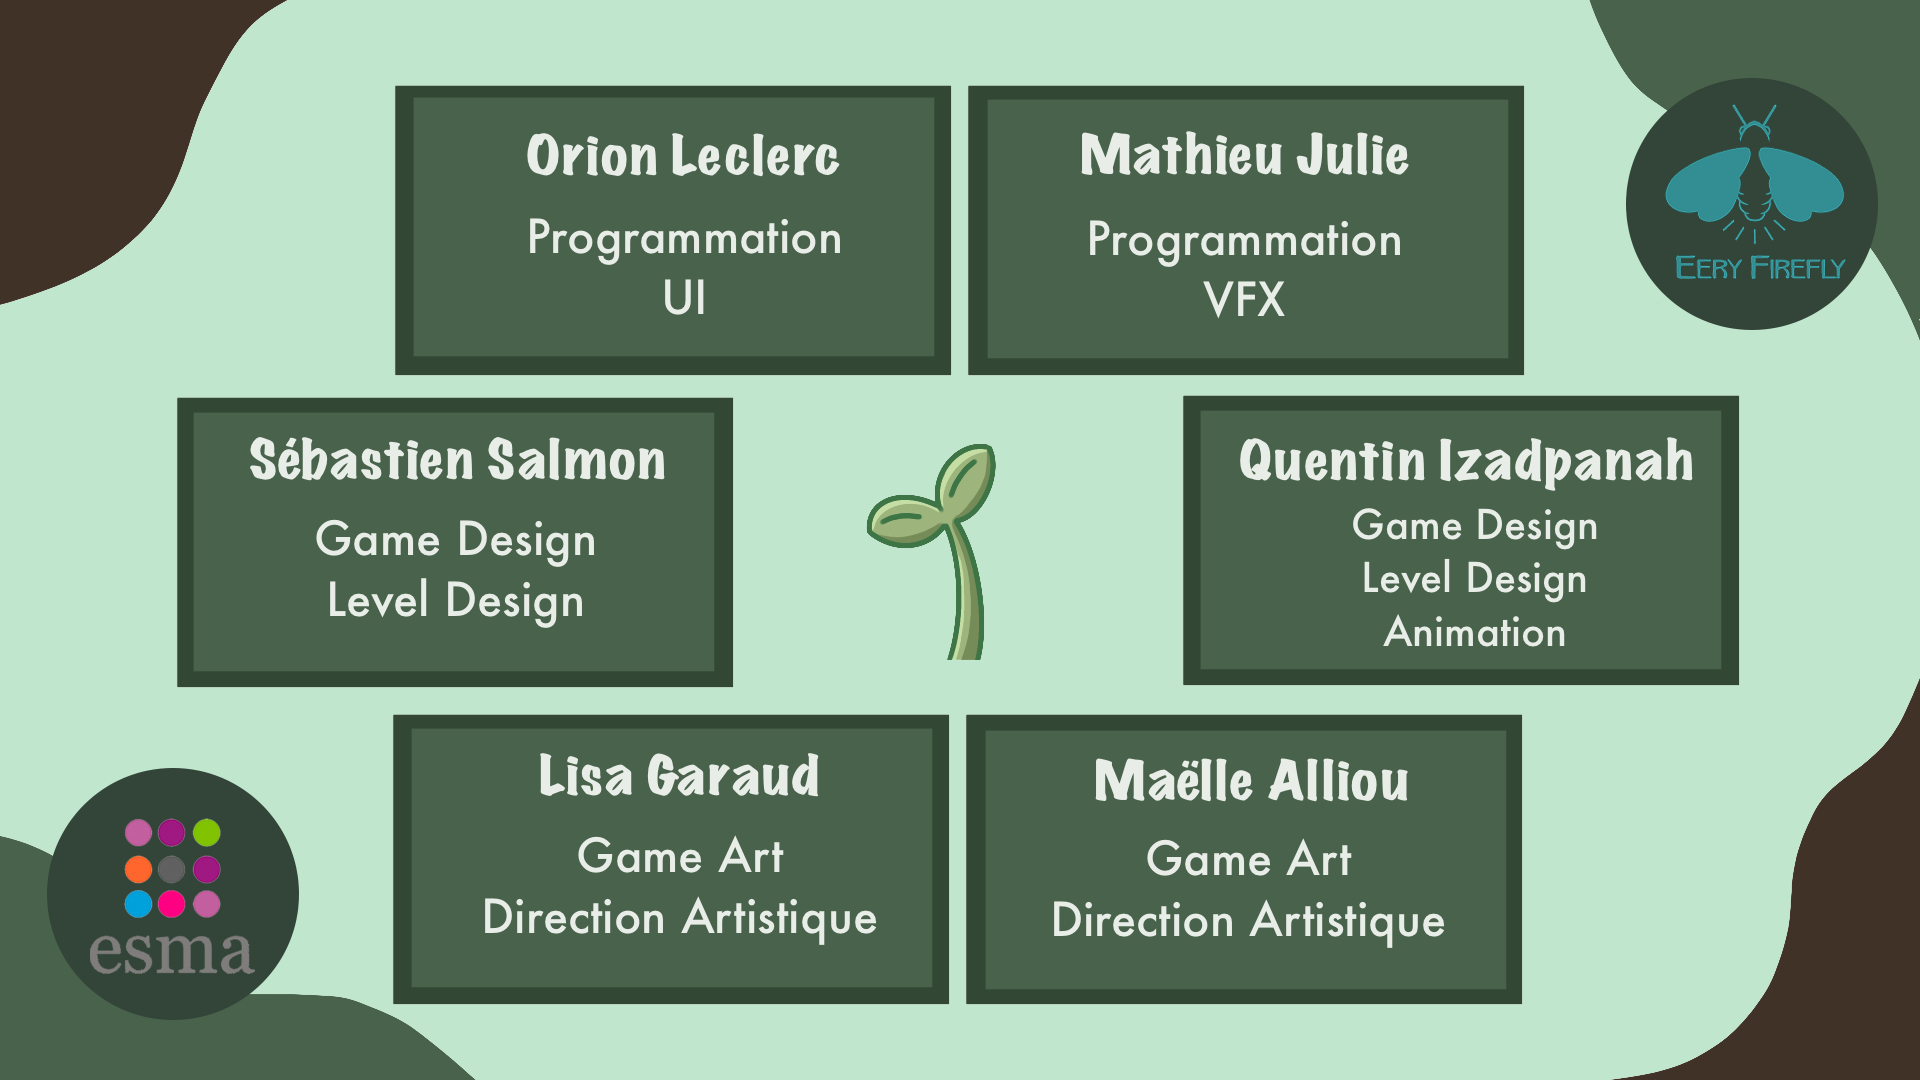 Orion Leclerc
Programmation
UI
Mathieu Julie
Programmation
VFX
EERY FIREFLY
Sébastien Salmon
Game Design
Level Design
Quentin Izadpanah
Game Design
Level Design
Animation
Lisa Garaud
Game Art
Direction Artistique
Maëlle Alliou
Game Art
Direction Artistique
esma